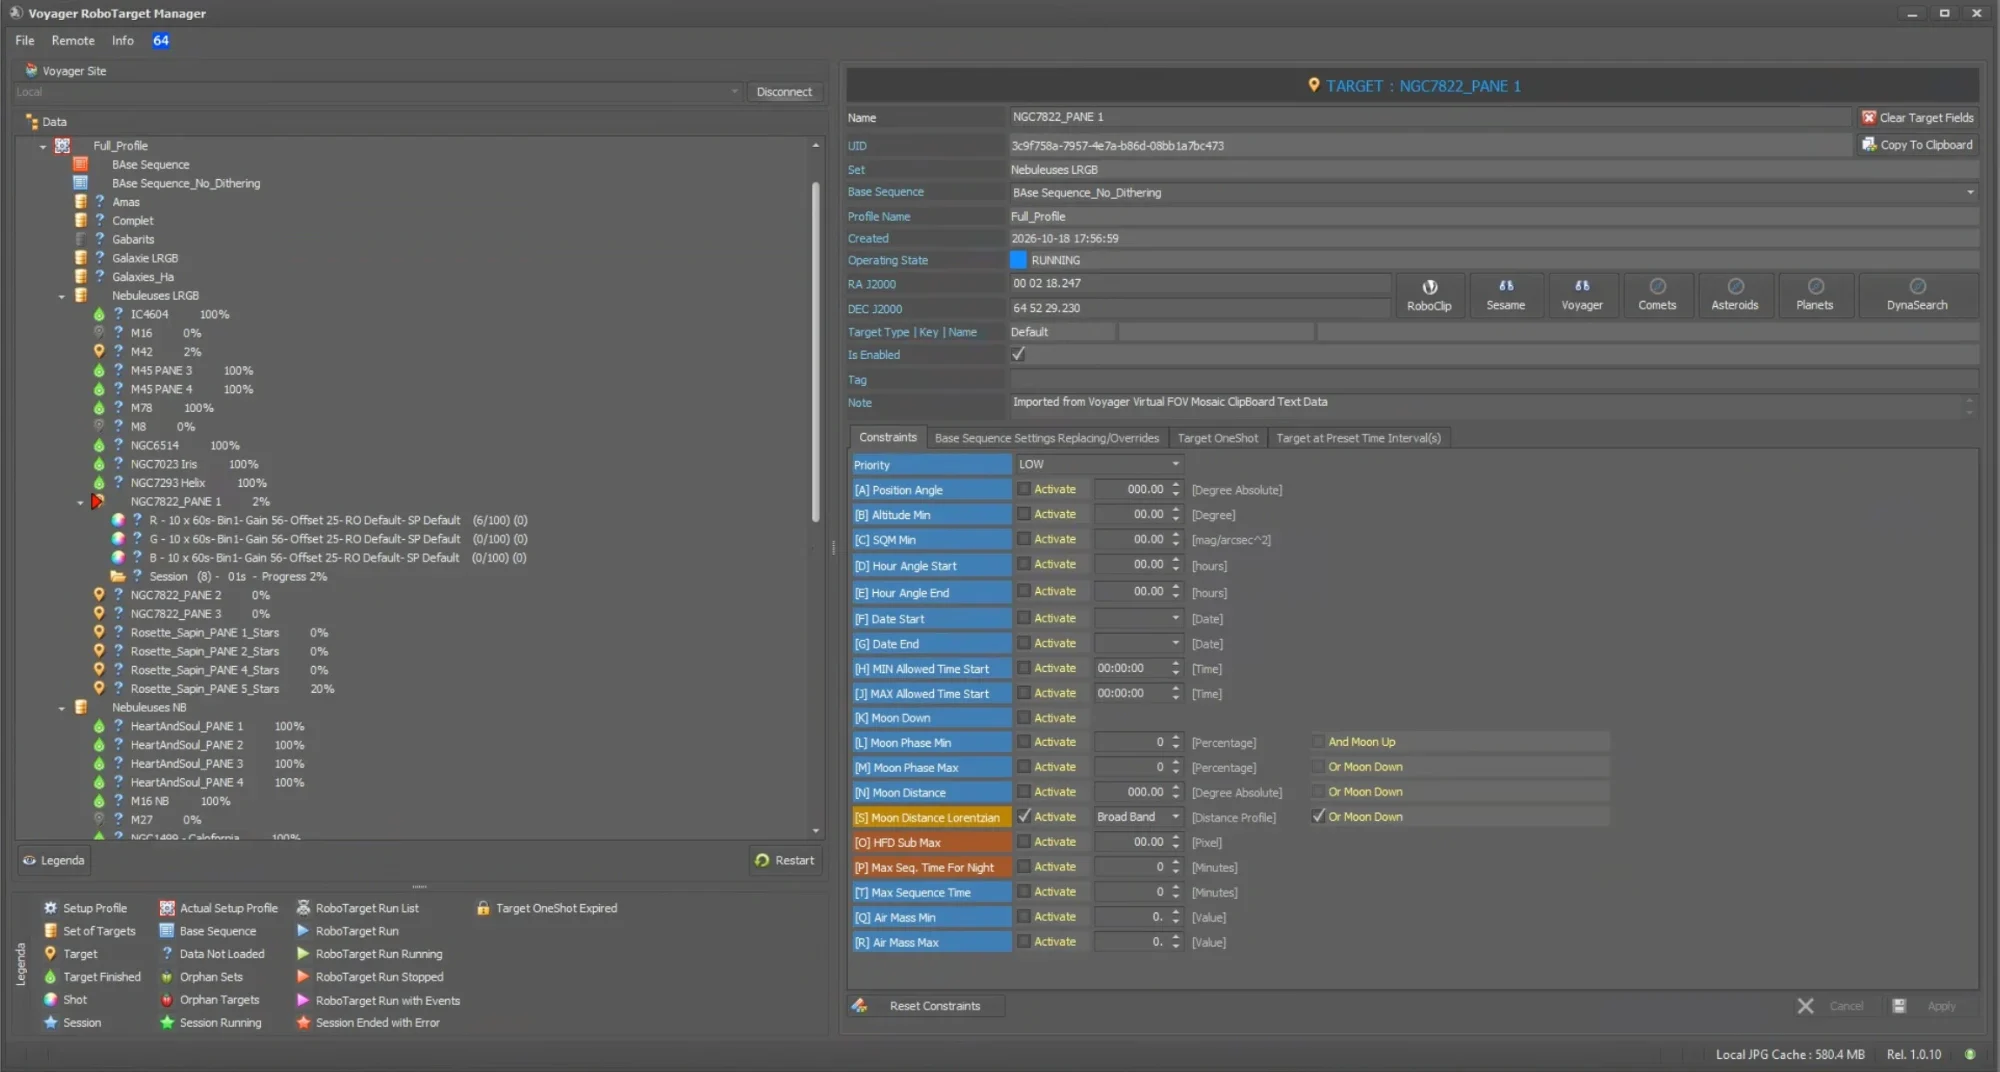 Voyager RoboTarget Manager
File Remote Info 64
Voyager Site
Local Disconnect
Data
Full_Profile
BAse Sequence
BAse Sequence_No_Dithering
? Amas
? Complet
? Gabarits
? Galaxie LRGB
? Galaxies_Ha
Nebuleuses LRGB
? IC4604 100%
? M16 0%
? M42 2%
? M45 PANE 3 100%
? M45 PANE 4 100%
? M78 100%
? M8 0%
? NGC6514 100%
? NGC7023 Iris 100%
? NGC7293 Helix 100%
NGC7822_PANE 1 2%
? R - 10 x 60s- Bin1- Gain 56- Offset 25- RO Default- SP Default (6/100) (0)
? G - 10 x 60s- Bin1- Gain 56- Offset 25- RO Default- SP Default (0/100) (0)
? B - 10 x 60s- Bin1- Gain 56- Offset 25- RO Default- SP Default (0/100) (0)
? Session (8) - 01s - Progress 2%
? NGC7822_PANE 2 0%
? NGC7822_PANE 3 0%
? Rosette_Sapin_PANE 1_Stars 0%
? Rosette_Sapin_PANE 2_Stars 0%
? Rosette_Sapin_PANE 4_Stars 0%
? Rosette_Sapin_PANE 5_Stars 20%
Nebuleuses NB
? HeartAndSoul_PANE 1 100%
? HeartAndSoul_PANE 2 100%
? HeartAndSoul_PANE 3 100%
? HeartAndSoul_PANE 4 100%
? M16 NB 100%
? M27 0%
? NGC1499 - Calofornia 100%
Legenda Restart
Legenda
Setup Profile Actual Setup Profile RoboTarget Run List Target OneShot Expired
Set of Targets Base Sequence RoboTarget Run
Target ? Data Not Loaded RoboTarget Run Running
Target Finished Orphan Sets RoboTarget Run Stopped
Shot Orphan Targets RoboTarget Run with Events
Session Session Running Session Ended with Error
TARGET : NGC7822_PANE 1
Name NGC7822_PANE 1 Clear Target Fields
UID 3c9f758a-7957-4e7a-b86d-08bb1a7bc473 Copy To Clipboard
Set Nebuleuses LRGB
Base Sequence BAse Sequence_No_Dithering
Profile Name Full_Profile
Created 2026-10-18 17:56:59
Operating State RUNNING
RA J2000 00 02 18.247
DEC J2000 64 52 29.230
RoboClip Sesame Voyager Comets Asteroids Planets DynaSearch
Target Type | Key | Name Default
Is Enabled
Tag
Note Imported from Voyager Virtual FOV Mosaic ClipBoard Text Data
Constraints Base Sequence Settings Replacing/Overrides Target OneShot Target at Preset Time Interval(s)
Priority LOW
[A] Position Angle Activate 000.00 [Degree Absolute]
[B] Altitude Min Activate 00.00 [Degree]
[C] SQM Min Activate 00.00 [mag/arcsec^2]
[D] Hour Angle Start Activate 00.00 [hours]
[E] Hour Angle End Activate 00.00 [hours]
[F] Date Start Activate [Date]
[G] Date End Activate [Date]
[H] MIN Allowed Time Start Activate 00:00:00 [Time]
[J] MAX Allowed Time Start Activate 00:00:00 [Time]
[K] Moon Down Activate
[L] Moon Phase Min Activate 0 [Percentage] And Moon Up
[M] Moon Phase Max Activate 0 [Percentage] Or Moon Down
[N] Moon Distance Activate 000.00 [Degree Absolute] Or Moon Down
[S] Moon Distance Lorentzian Activate Broad Band [Distance Profile] Or Moon Down
[O] HFD Sub Max Activate 00.00 [Pixel]
[P] Max Seq. Time For Night Activate 0 [Minutes]
[T] Max Sequence Time Activate 0 [Minutes]
[Q] Air Mass Min Activate 0. [Value]
[R] Air Mass Max Activate 0. [Value]
Reset Constraints Cancel Apply
Local JPG Cache : 580.4 MB Rel. 1.0.10